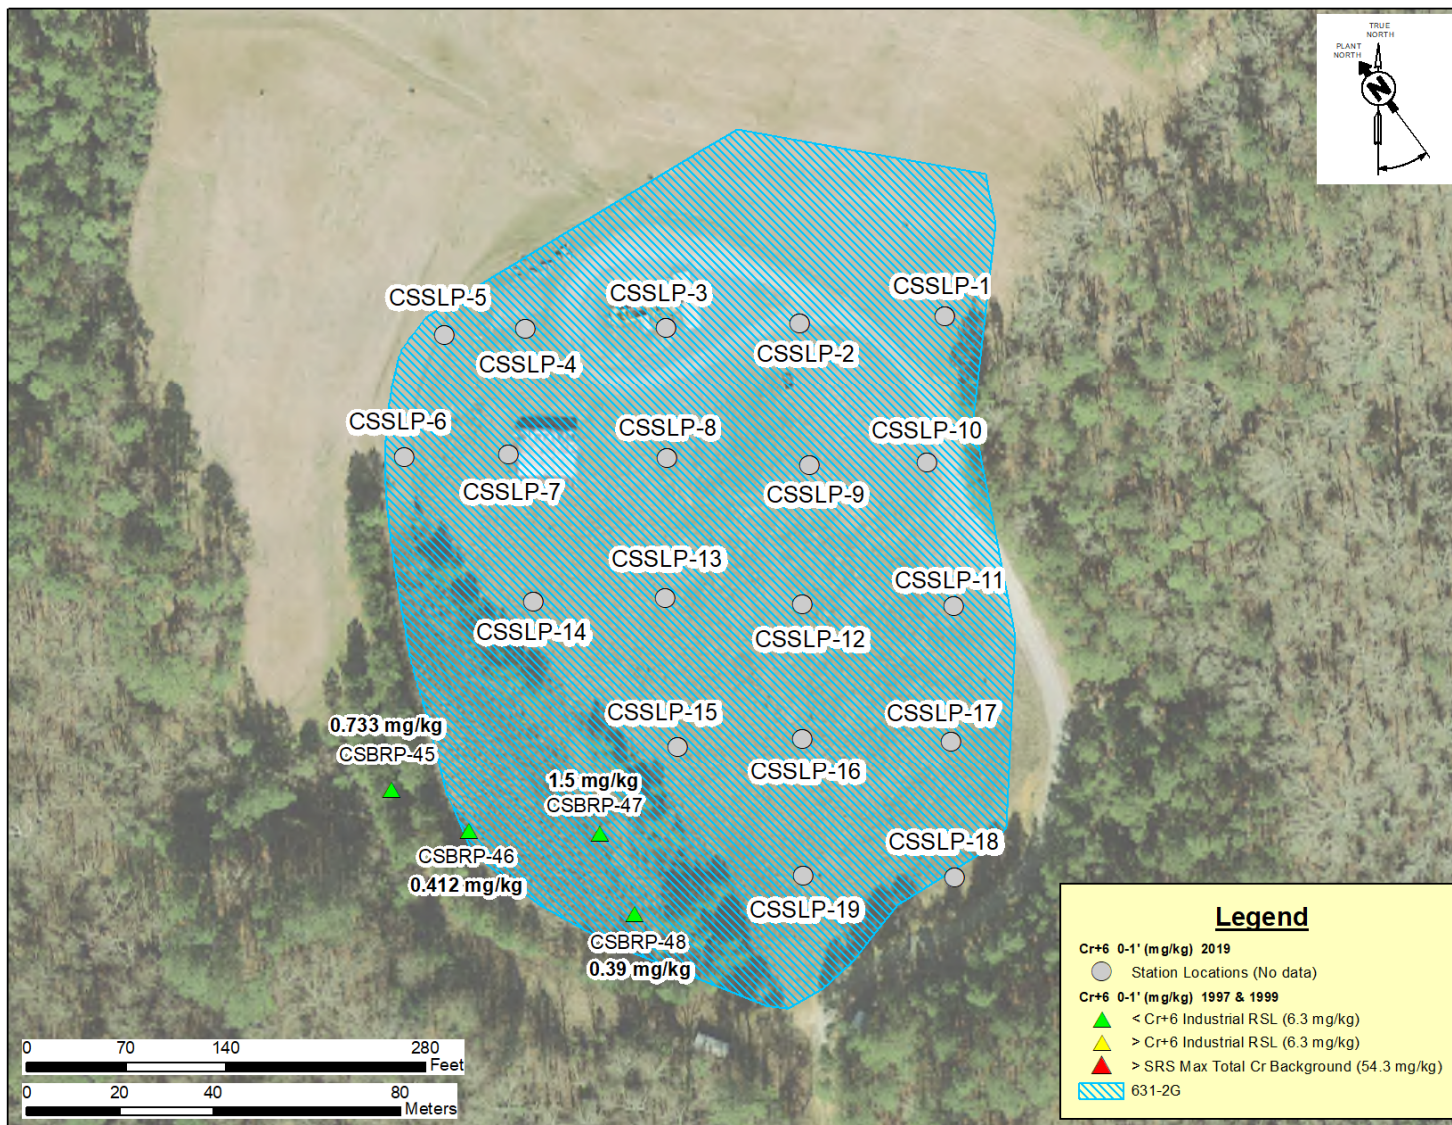 TRUE
NORTH
PLANT
NORTH
N
CSSLP-1
CSSLP-5
CSSLP-3
CSSLP-2
CSSLP-4
CSSLP-6
CSSLP-8
CSSLP-10
CSSLP-7
CSSLP-9
CSSLP-13
CSSLP-11
CSSLP-14
CSSLP-12
CSSLP-15
CSSLP-17
0.733 mg/kg
CSBRP-45
CSSLP-16
1.5 mg/kg
CSBRP-47
CSBRP-46
0.412 mg/kg
CSSLP-18
CSSLP-19
CSBRP-48
0.39 mg/kg
Legend
Cr+6 0-1' (mg/kg) 2019
Station Locations (No data)
Cr+6 0-1' (mg/kg) 1997 & 1999
< Cr+6 Industrial RSL (6.3 mg/kg)
> Cr+6 Industrial RSL (6.3 mg/kg)
> SRS Max Total Cr Background (54.3 mg/kg)
631-2G
0 70 140 280
Feet
0 20 40 80
Meters